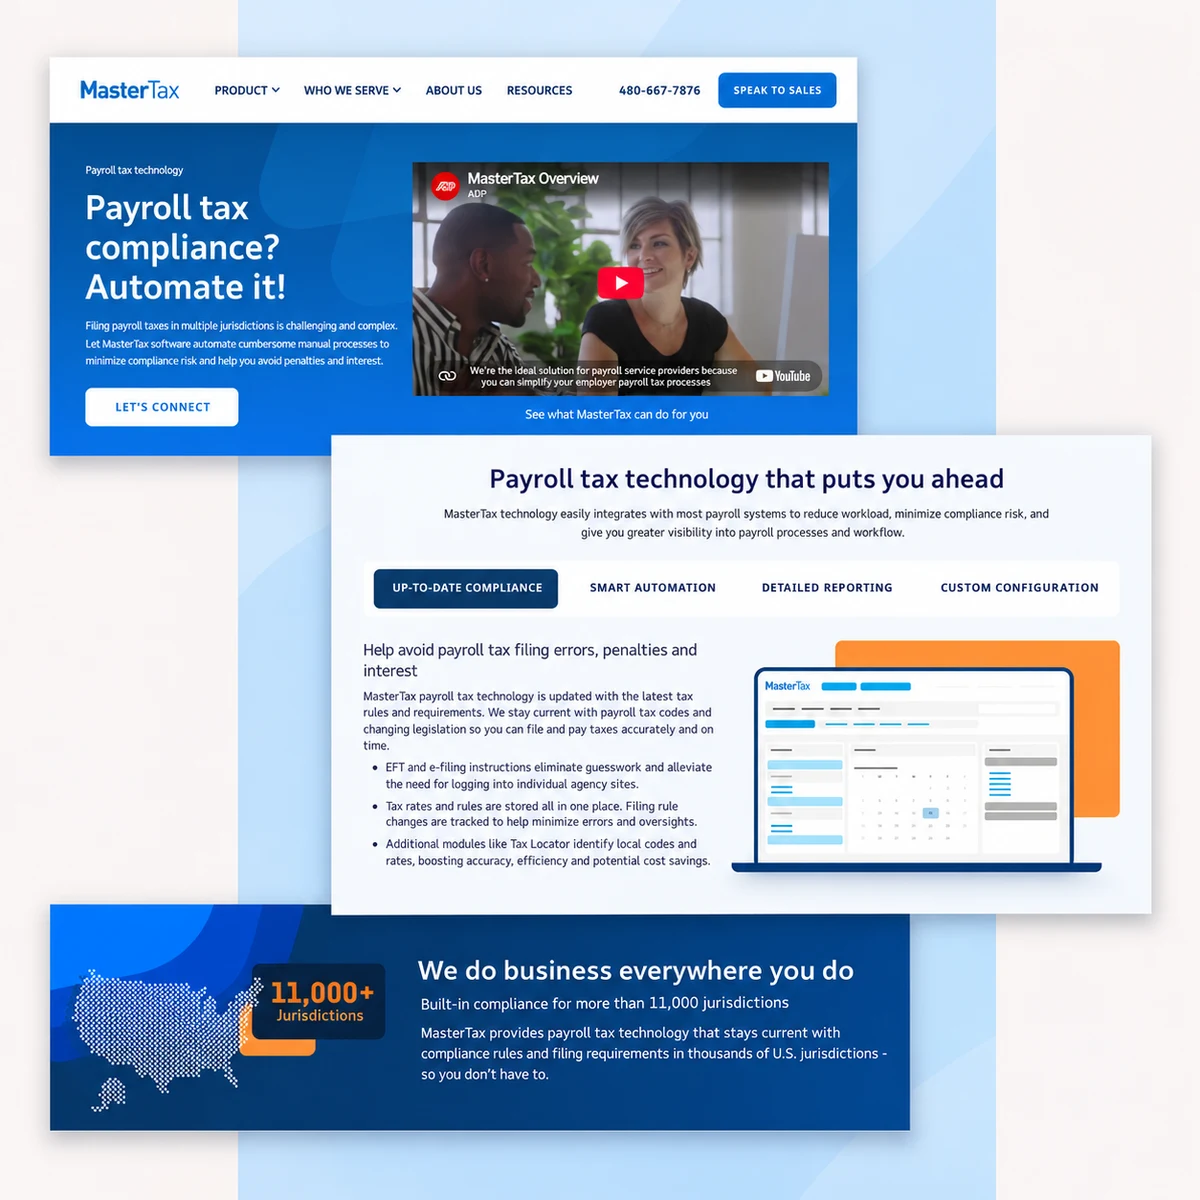 MasterTax
PRODUCT
WHO WE SERVE
ABOUT US
RESOURCES
480-667-7876
SPEAK TO SALES
Payroll tax technology
Payroll tax
compliance?
Automate it!
Filing payroll taxes in multiple jurisdictions is challenging and complex.
Let MasterTax software automate cumbersome manual processes to
minimize compliance risk and help you avoid penalties and interest.
LET'S CONNECT
ADP
MasterTax Overview
ADP
We're the ideal solution for payroll service providers because
you can simplify your employer payroll tax processes
YouTube
See what MasterTax can do for you
Payroll tax technology that puts you ahead
MasterTax technology easily integrates with most payroll systems to reduce workload, minimize compliance risk, and
give you greater visibility into payroll processes and workflow.
UP-TO-DATE COMPLIANCE
SMART AUTOMATION
DETAILED REPORTING
CUSTOM CONFIGURATION
Help avoid payroll tax filing errors, penalties and
interest
MasterTax payroll tax technology is updated with the latest tax
rules and requirements. We stay current with payroll tax codes and
changing legislation so you can file and pay taxes accurately and on
time.
• EFT and e-filing instructions eliminate guesswork and alleviate
the need for logging into individual agency sites.
• Tax rates and rules are stored all in one place. Filing rule
changes are tracked to help minimize errors and oversights.
• Additional modules like Tax Locator identify local codes and
rates, boosting accuracy, efficiency and potential cost savings.
MasterTax
11,000+
Jurisdictions
We do business everywhere you do
Built-in compliance for more than 11,000 jurisdictions
MasterTax provides payroll tax technology that stays current with
compliance rules and filing requirements in thousands of U.S. jurisdictions -
so you don't have to.